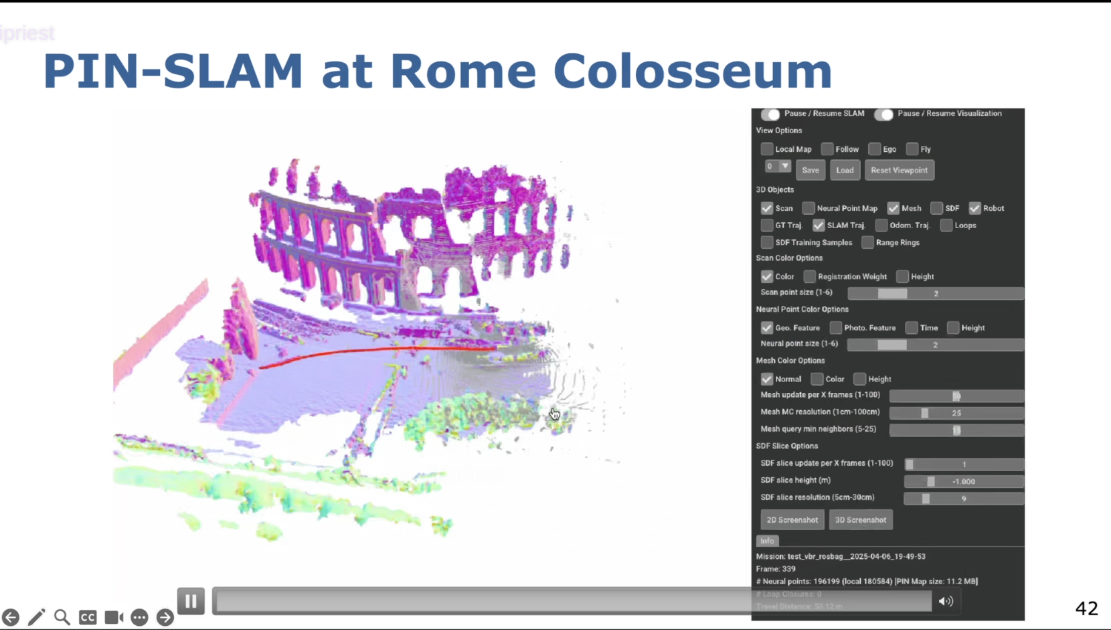 ipriest
PIN-SLAM at Rome Colosseum
Pause / Resume SLAM Pause / Resume Visualization
View Options
Local Map Follow Ego Fly
0 Save Load Reset Viewpoint
3D Objects
Scan Neural Point Map Mesh SDF Robot
GT Traj. SLAM Traj. Odom. Traj. Loops
SDF Training Samples Range Rings
Scan Color Options
Color Registration Weight Height
Scan point size (1-6) 2
Neural Point Color Options
Geo. Feature Photo. Feature Time Height
Neural point size (1-6) 2
Mesh Color Options
Normal Color Height
Mesh update per X frames (1-100)
Mesh MC resolution (1cm-100cm) 25
Mesh query min neighbors (5-25)
SDF Slice Options
SDF slice update per X frames (1-100) 1
SDF slice height (m) -1.000
SDF slice resolution (5cm-30cm) 9
2D Screenshot 3D Screenshot
Info
Mission: test_vbr_rosbag__2025-04-06_19-49-53
Frame: 339
# Neural points: 196199 (local 180584) [PIN Map size: 11.2 MB]
# Loop Closures: 0
Travel Distance: 50.12 m
CC
42